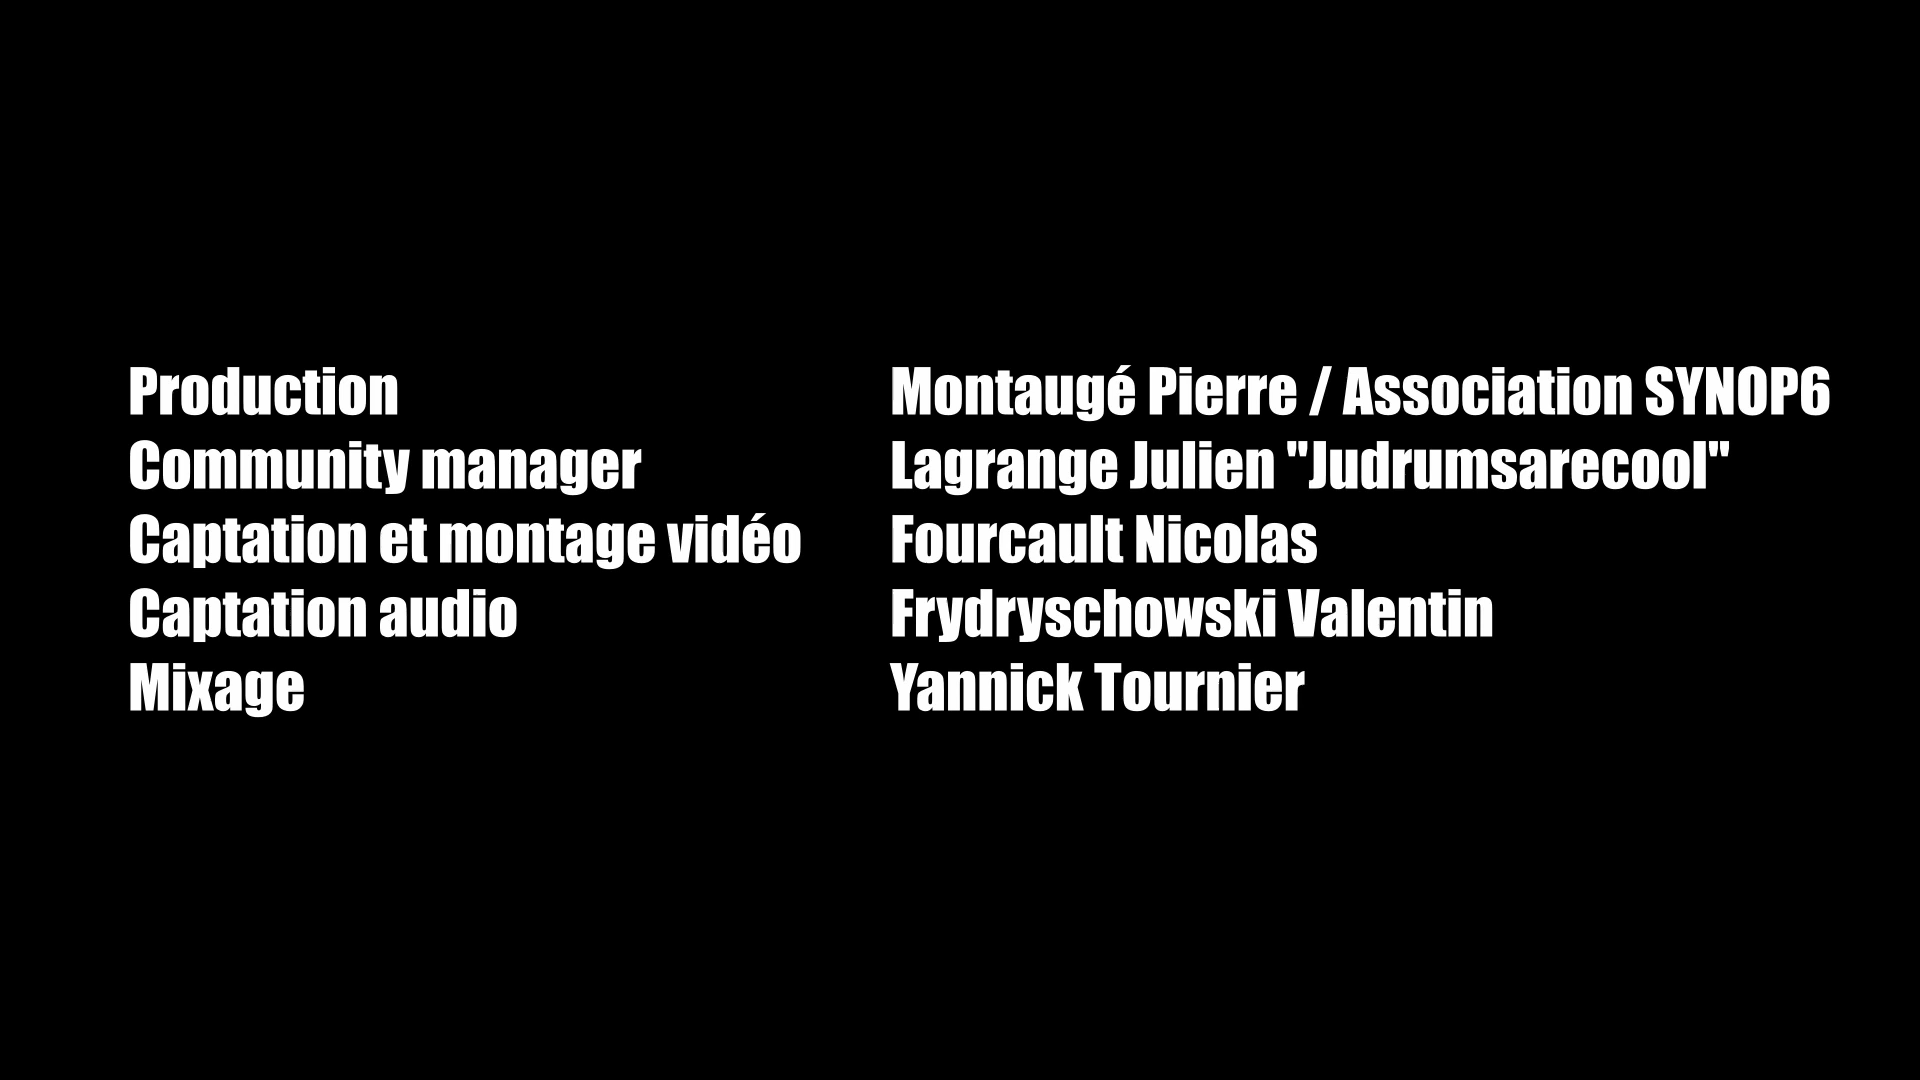 Production Montaugé Pierre / Association SYNOP6
Community manager Lagrange Julien "Judrumsarecool"
Captation et montage vidéo Fourcault Nicolas
Captation audio Frydryschowski Valentin
Mixage Yannick Tournier